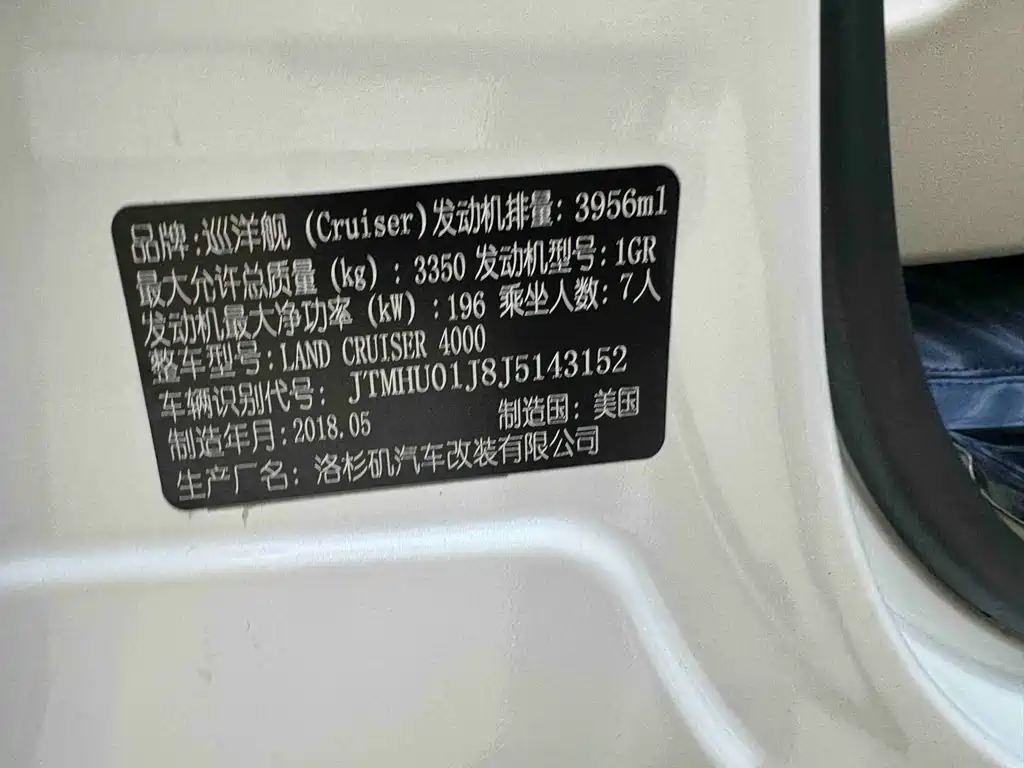 品牌:巡洋舰 (Cruiser)发动机排量: 3956ml
最大允许总质量 (kg) : 3350 发动机型号: 1GR
发动机最大净功率 (kW) :196 乘坐人数: 7人
整车型号:LAND CRUISER 4000
车辆识别代号: JTMHU01J8J5143152
制造年月:2018.05 制造国: 美国
生产厂名: 洛杉矶汽车改装有限公司